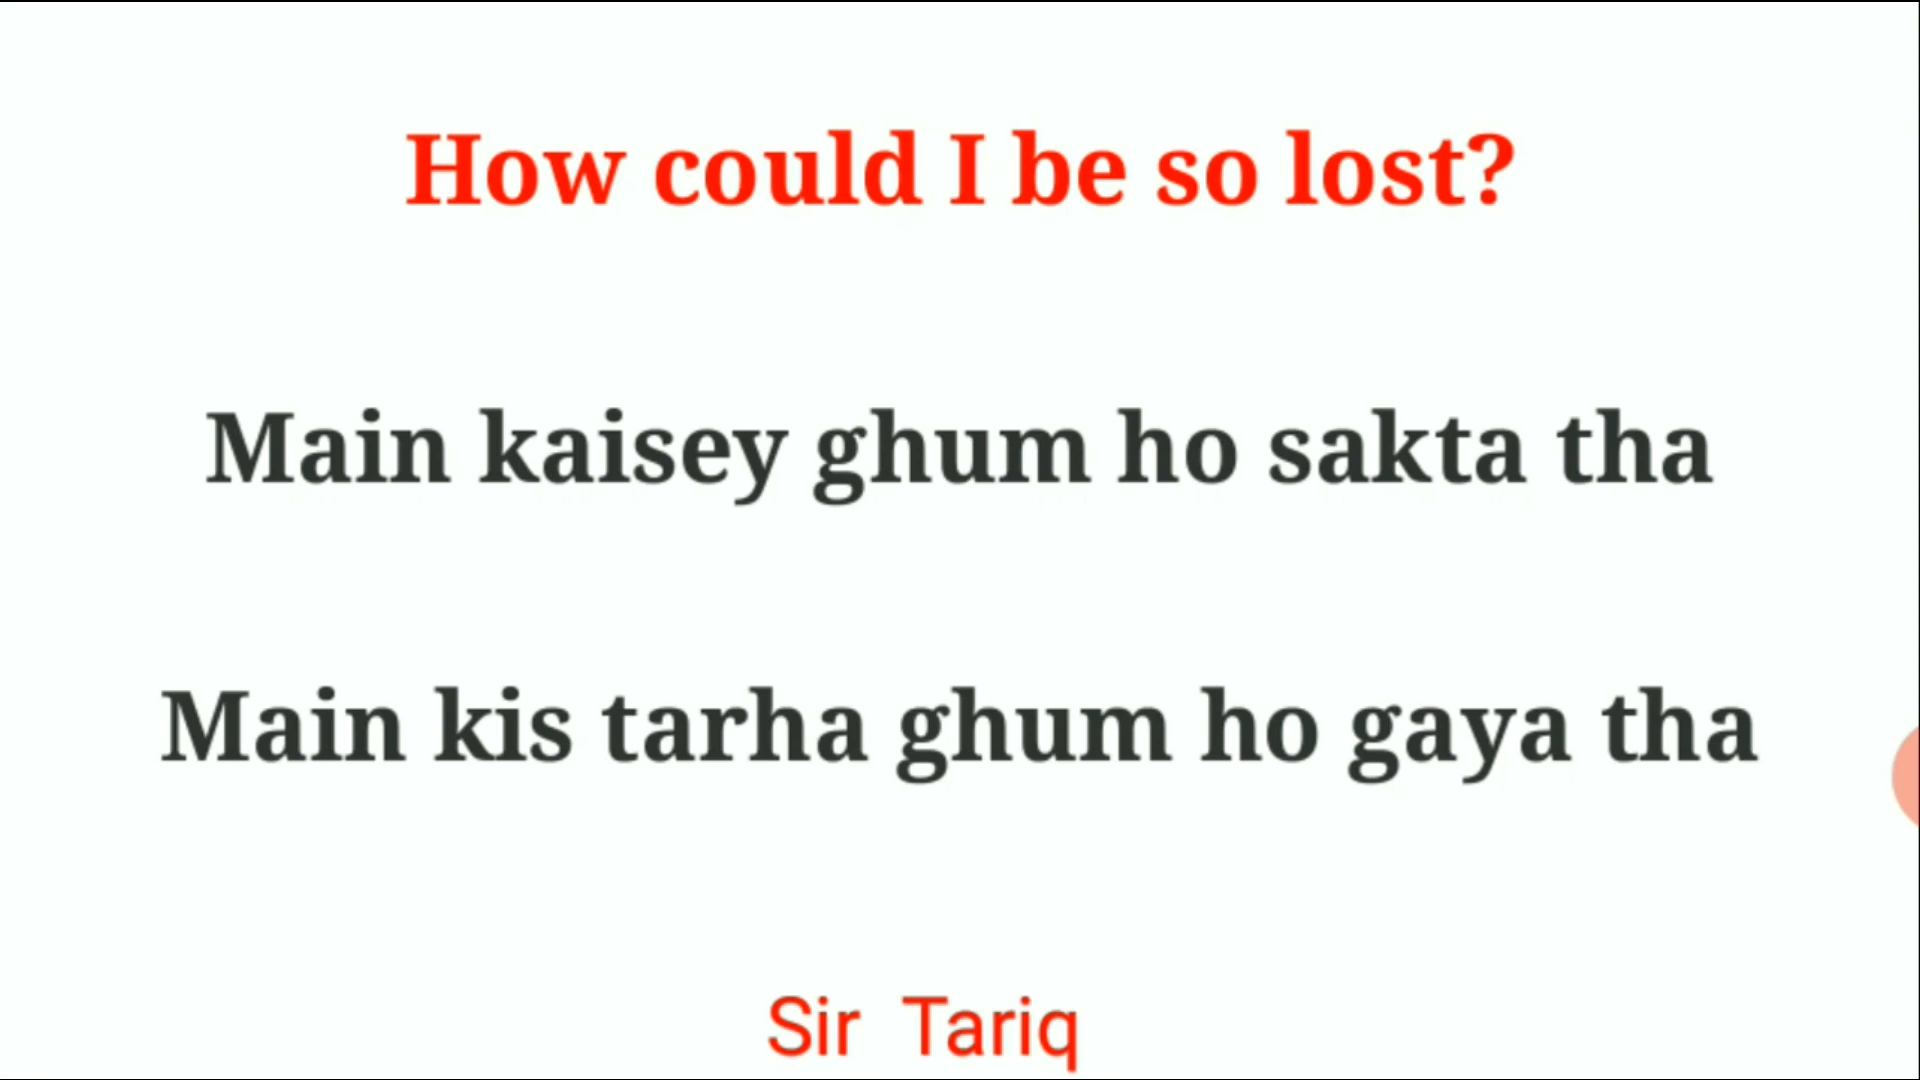 How could I be so lost?
Main kaisey ghum ho sakta tha
Main kis tarha ghum ho gaya tha
Sir Tariq